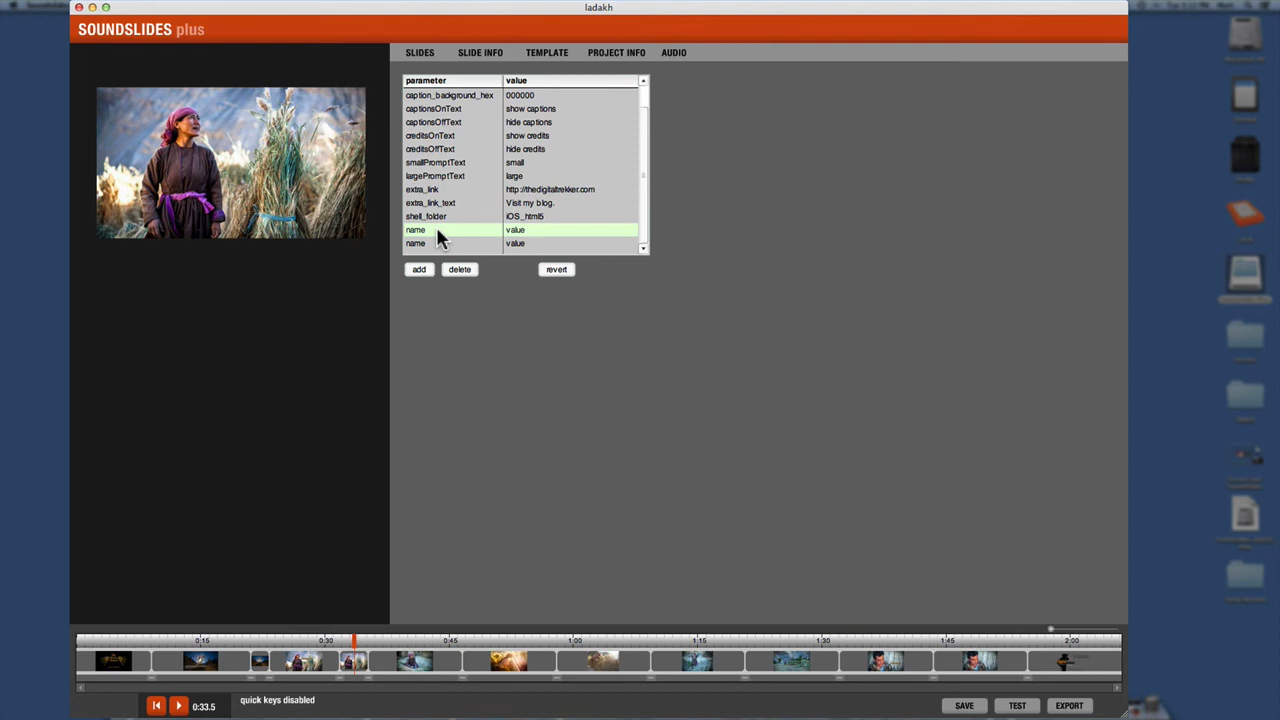 ladakh
SOUNDSLIDES plus
SLIDES SLIDE INFO TEMPLATE PROJECT INFO AUDIO
parameter value
caption_background_hex 000000
captionsOnText show captions
captionsOffText hide captions
creditsOnText show credits
creditsOffText hide credits
smallPromptText small
largePromptText large
extra_link http://thedigitaltrekker.com
extra_link_text Visit my blog.
shell_folder iOS_html5
name value
name value
add delete revert
0:15 0:30 0:45 1:00 1:15 1:30 1:45 2:00
0:33.5 quick keys disabled SAVE TEST EXPORT